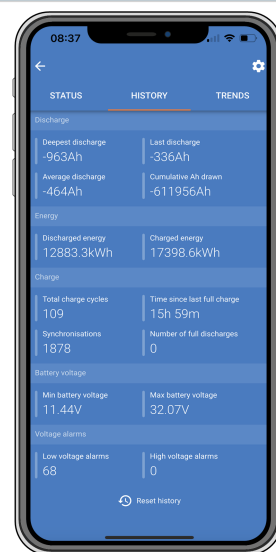 08:37
STATUS HISTORY TRENDS
Discharge
Deepest discharge Last discharge
-963Ah -336Ah
Average discharge Cumulative Ah drawn
-464Ah -611956Ah
Energy
Discharged energy Charged energy
12883.3kWh 17398.6kWh
Charge
Total charge cycles Time since last full charge
109 15h 59m
Synchronisations Number of full discharges
1878 0
Battery voltage
Min battery voltage Max battery voltage
11.44V 32.07V
Voltage alarms
Low voltage alarms High voltage alarms
68 0
Reset history